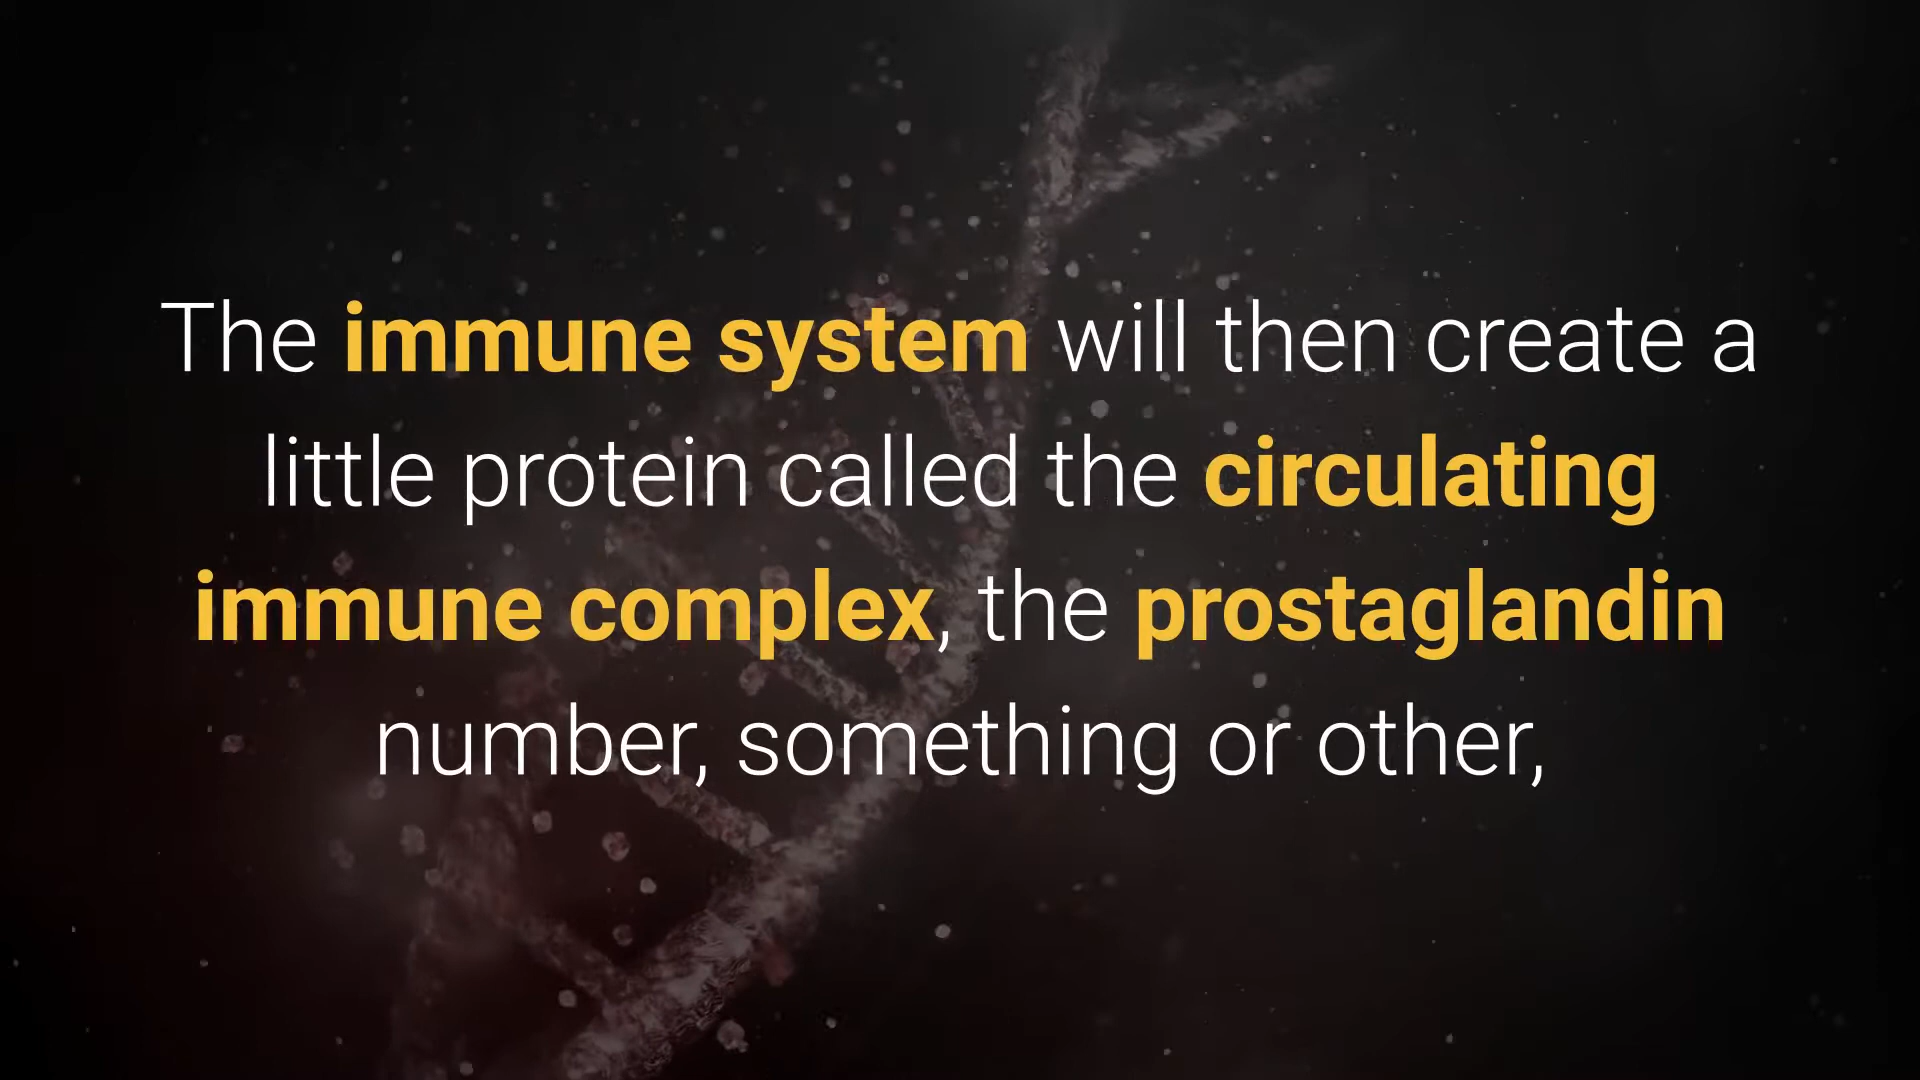 The immune system will then create a
little protein called the circulating
immune complex, the prostaglandin
number, something or other,